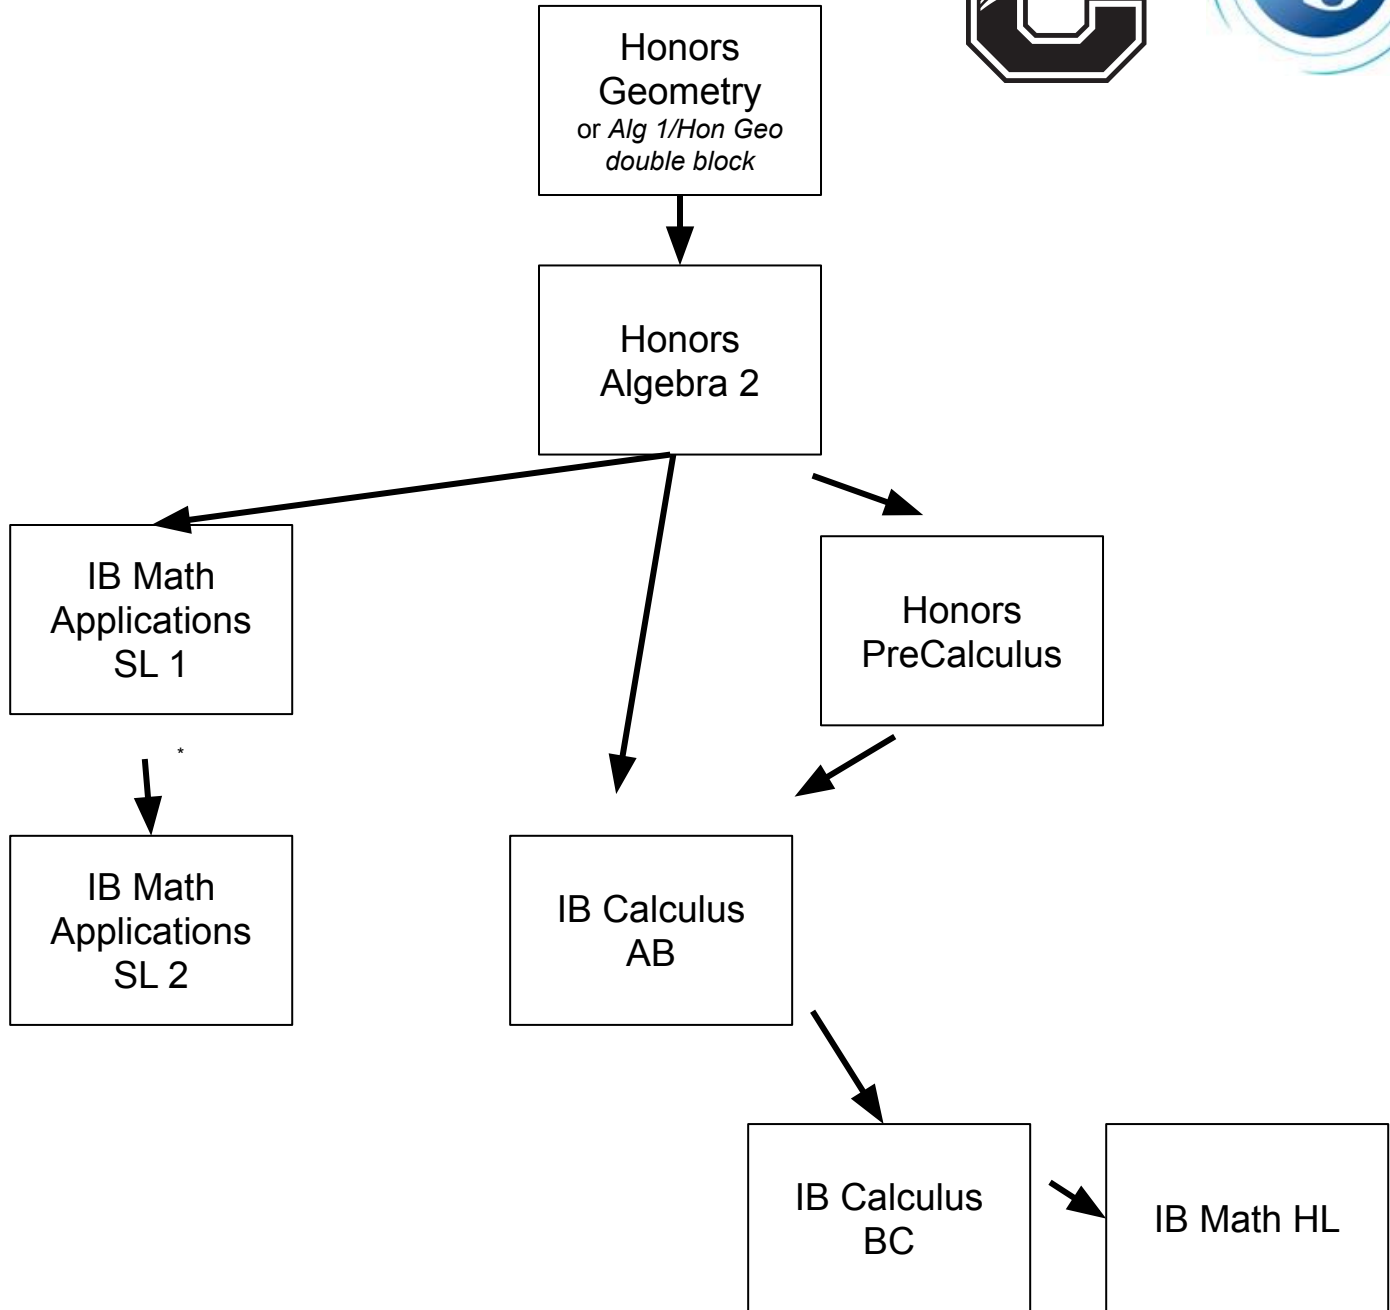 Honors
Geometry
or Alg 1/Hon Geo
double block
Honors
Algebra 2
IB Math
Applications
SL 1
Honors
PreCalculus
*
IB Math
Applications
SL 2
IB Calculus
AB
IB Calculus
BC
IB Math HL